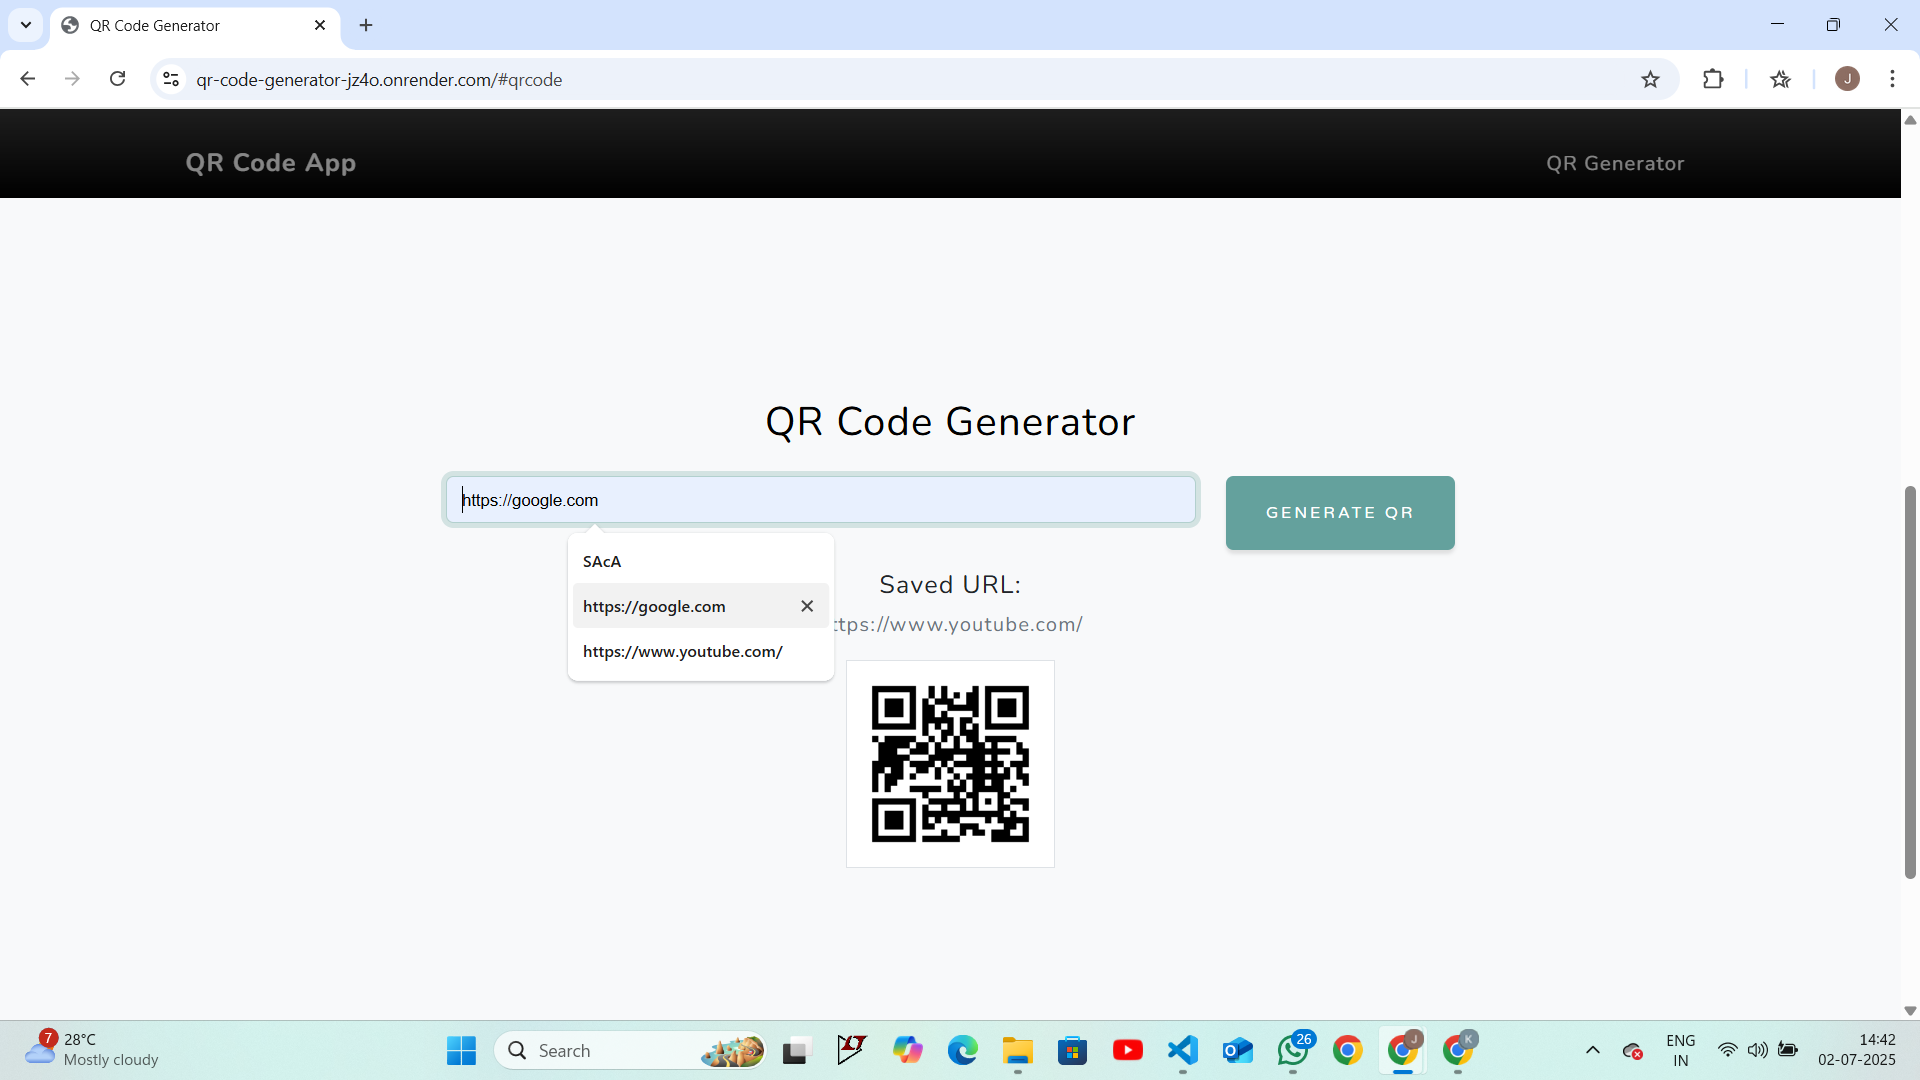 QR Code Generator
qr-code-generator-jz4o.onrender.com/#qrcode
J
QR Code App
QR Generator
QR Code Generator
https://google.com
GENERATE QR
SAcA
https://google.com
https://www.youtube.com/
Saved URL:
ttps://www.youtube.com/
7
28°C
Mostly cloudy
Search
26
J
K
ENG
IN
14:42
02-07-2025